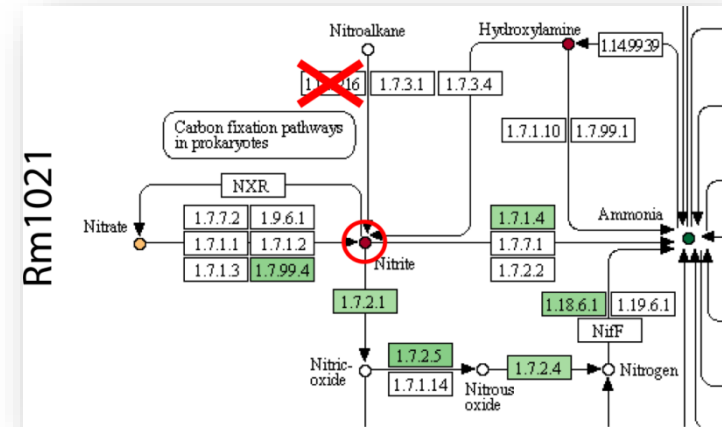 Rm1021
Nitroalkane
Hydroxylamine
1.14.99.39
1.7.3.1
1.7.3.4
Carbon fixation pathways
in prokaryotes
1.7.1.10
1.7.99.1
NXR
Nitrate
1.7.7.2
1.9.6.1
1.7.1.4
Ammonia
1.7.1.1
1.7.1.2
1.7.7.1
1.7.1.3
1.7.99.4
Nitrite
1.7.2.2
1.7.2.1
1.18.6.1
1.19.6.1
NifF
Nitric-
oxide
1.7.2.5
1.7.1.14
Nitrous
oxide
1.7.2.4
Nitrogen